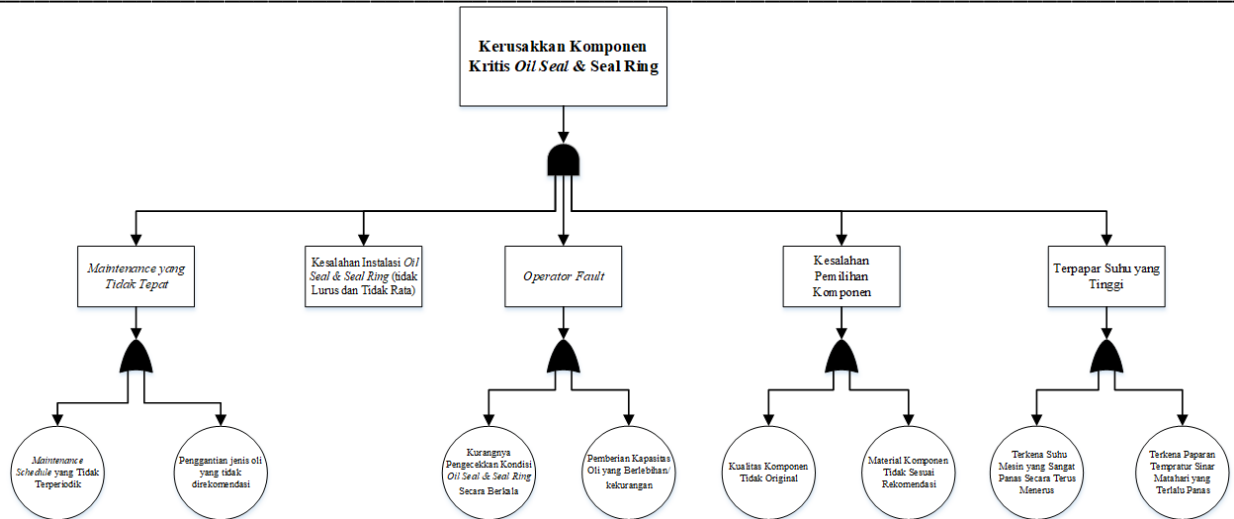 Kerusakkan Komponen
Kritis Oil Seal & Seal Ring
Maintenance yang
Tidak Tepat
Kesalahan Instalasi Oil
Seal & Seal Ring (tidak
Lurus dan Tidak Rata)
Operator Fault
Kesalahan
Pemilihan
Komponen
Terpapar Suhu yang
Tinggi
Maintenance
Schedule yang Tidak
Terperiodik
Penggantian jenis oli
yang tidak
direkomendasi
Kurangnya
Pengecekkan Kondisi
Oil Seal & Seal Ring
Secara Berkala
Pemberian Kapasitas
Oli yang Berlebihan/
kekurangan
Kualitas Komponen
Tidak Original
Material Komponen
Tidak Sesuai
Rekomendasi
Terkena Suhu
Mesin yang Sangat
Panas Secara Terus
Menerus
Terkena Paparan
Tempratur Sinar
Matahari yang
Terlalu Panas